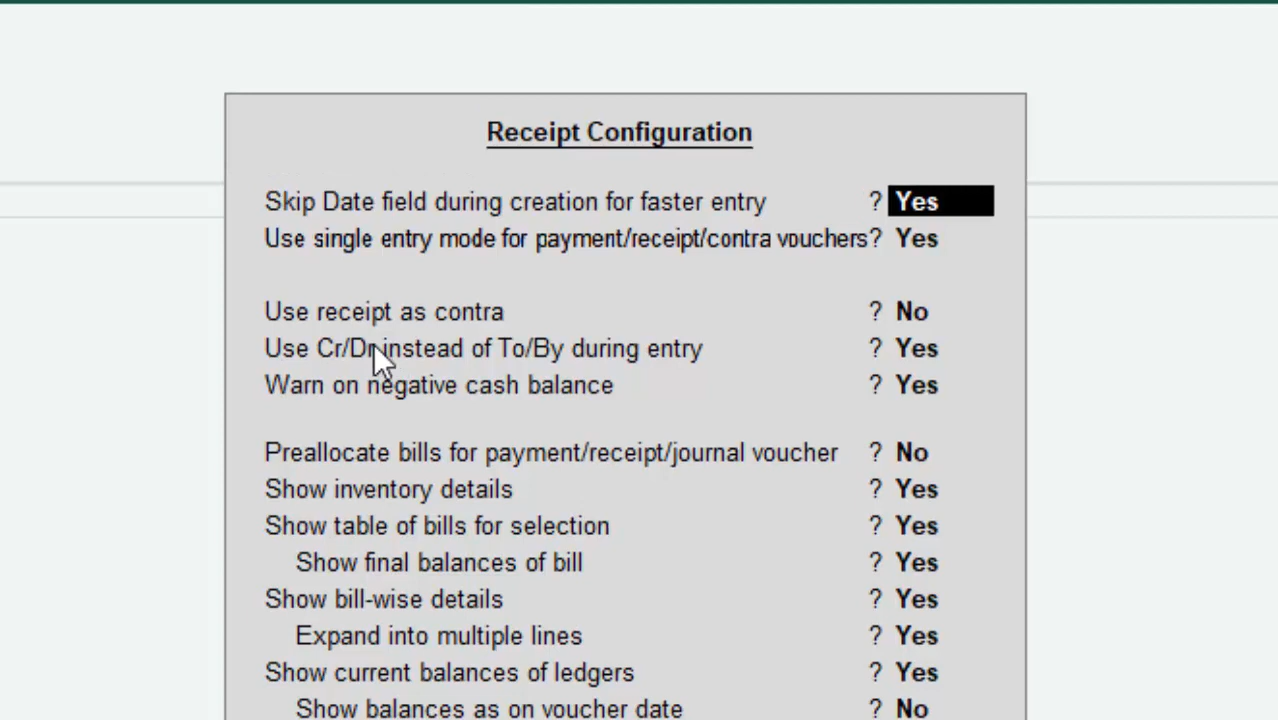 Receipt Configuration
Skip Date field during creation for faster entry ? Yes
Use single entry mode for payment/receipt/contra vouchers? Yes
Use receipt as contra ? No
Use Cr/Dr instead of To/By during entry ? Yes
Warn on negative cash balance ? Yes
Preallocate bills for payment/receipt/journal voucher ? No
Show inventory details ? Yes
Show table of bills for selection ? Yes
Show final balances of bill ? Yes
Show bill-wise details ? Yes
Expand into multiple lines ? Yes
Show current balances of ledgers ? Yes
Show balances as on voucher date ? No